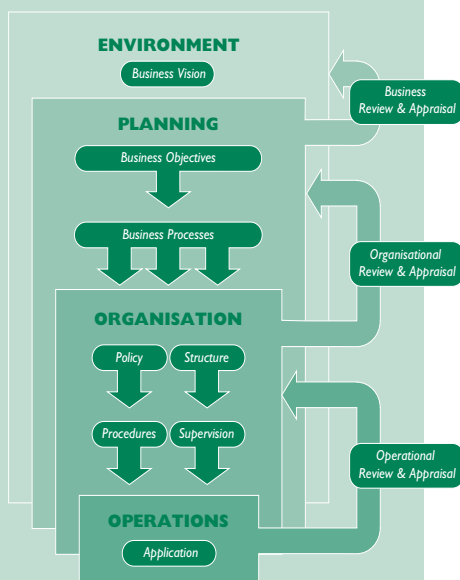 ENVIRONMENT
Business Vision
Business
Review & Appraisal
PLANNING
Business Objectives
Business Processes
Organisational
Review & Appraisal
ORGANISATION
Policy
Structure
Procedures
Supervision
Operational
Review & Appraisal
OPERATIONS
Application